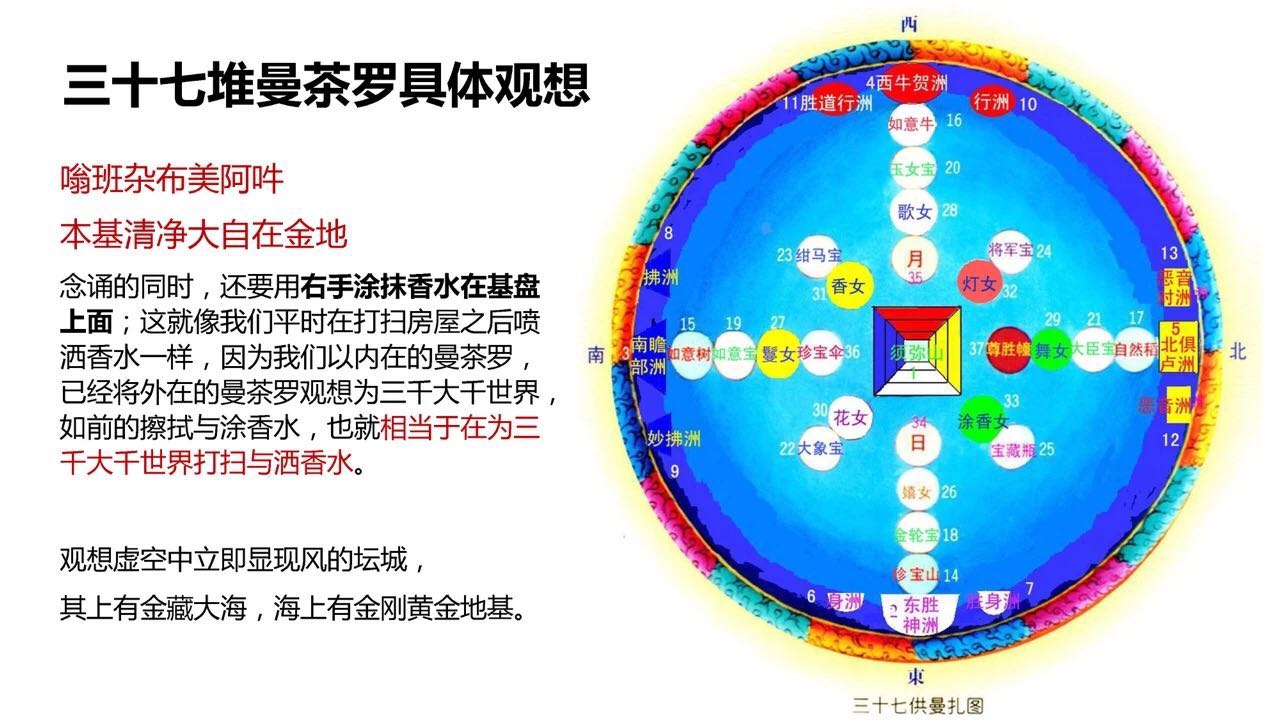 三十七堆曼茶罗具体观想
嗡班杂布美阿吽
本基清净大自在金地
念诵的同时，还要用右手涂抹香水在基盘
上面；这就像我们平时在打扫房屋之后喷
洒香水一样，因为我们以内在的曼茶罗，
已经将外在的曼茶罗观想为三千大千世界，
如前的擦拭与涂香水，也就相当于在为三
千大千世界打扫与洒香水。
观想虚空中立即显现风的坛城，
其上有金藏大海，海上有金刚黄金地基。
西
4西牛贺洲
11胜道行洲
行洲 10
如意牛 16
玉女宝 20
歌女 28
月
35
8
拂洲
23 绀马宝
香女
31
将军宝 24
灯女
32
13
恶音
对洲
南
3 南瞻
部洲
15
如意树
19
如意宝
27
鬘女
珍宝伞 36
须弥山
1
37 尊胜幢
29
舞女
21
大臣宝
17
自然稻
5
北俱
卢洲
北
30
花女
22 大象宝
33
涂香女
宝藏瓶 25
恶音洲
12
妙拂洲
9
34
日
嬉女 26
金轮宝 18
珍宝山 14
6 身洲
2 东胜
神洲
胜身洲
7
東
三十七供曼扎图